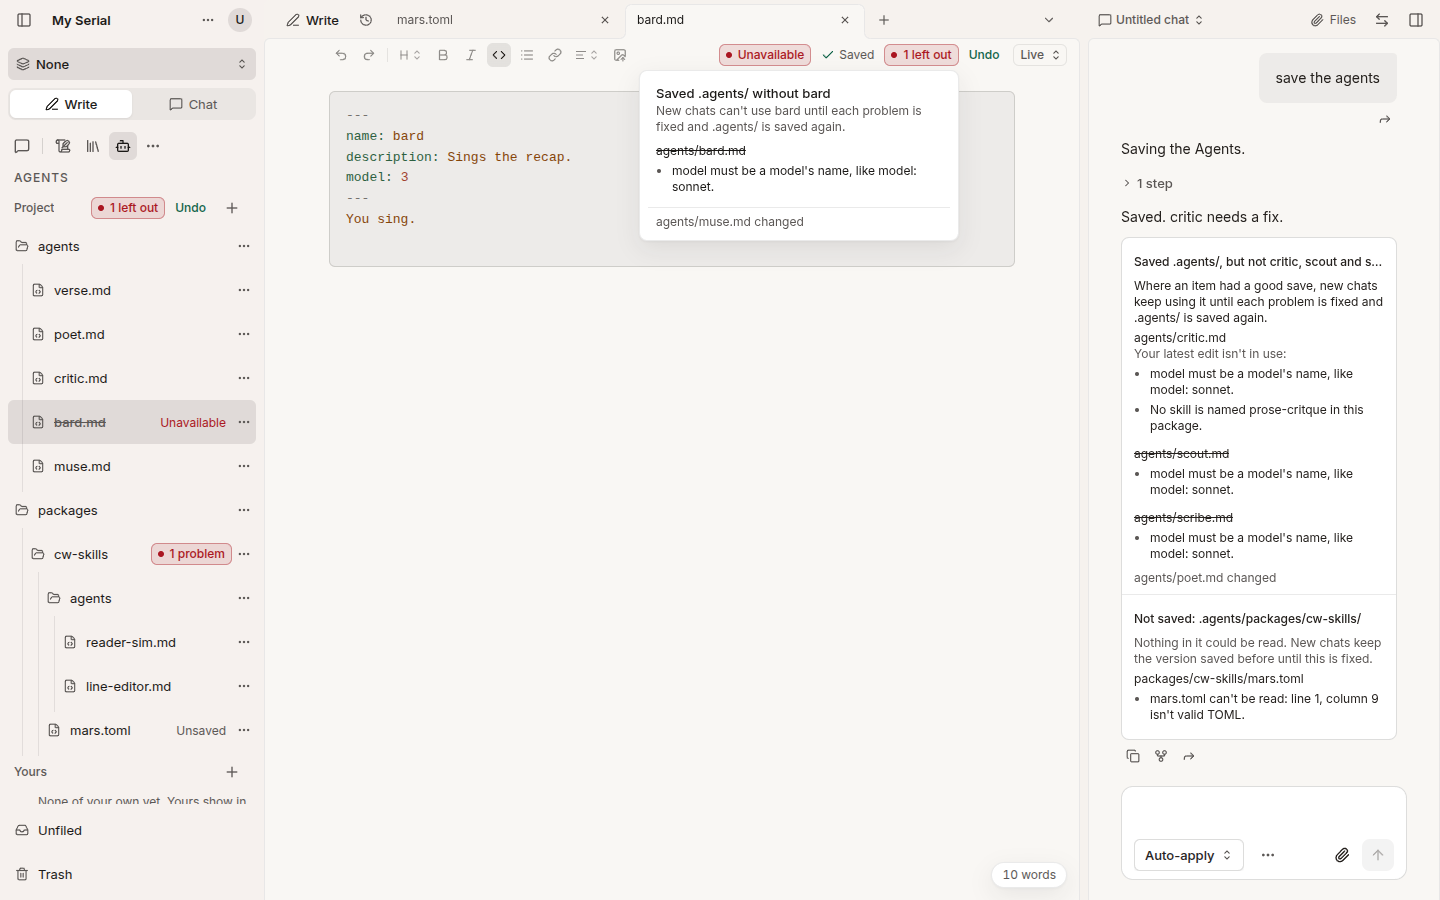 My Serial
U
None
Write
Chat
AGENTS
Project
1 left out
Undo
agents
verse.md
poet.md
critic.md
bard.md
Unavailable
muse.md
packages
cw-skills
1 problem
agents
reader-sim.md
line-editor.md
mars.toml
Unsaved
Yours
None of your own yet. Yours show in
Unfiled
Trash
Write
mars.toml
bard.md
H
B
I
Unavailable
Saved
1 left out
Undo
Live
---
name: bard
description: Sings the recap.
model: 3
---
You sing.
Saved .agents/ without bard
New chats can't use bard until each problem is
fixed and .agents/ is saved again.
agents/bard.md
• model must be a model's name, like model:
sonnet.
agents/muse.md changed
10 words
Untitled chat
Files
save the agents
Saving the Agents.
1 step
Saved. critic needs a fix.
Saved .agents/, but not critic, scout and s...
Where an item had a good save, new chats
keep using it until each problem is fixed and
.agents/ is saved again.
agents/critic.md
Your latest edit isn't in use:
• model must be a model's name, like
model: sonnet.
• No skill is named prose-critque in this
package.
agents/scout.md
• model must be a model's name, like
model: sonnet.
agents/scribe.md
• model must be a model's name, like
model: sonnet.
agents/poet.md changed
Not saved: .agents/packages/cw-skills/
Nothing in it could be read. New chats keep
the version saved before until this is fixed.
packages/cw-skills/mars.toml
• mars.toml can't be read: line 1, column 9
isn't valid TOML.
Auto-apply